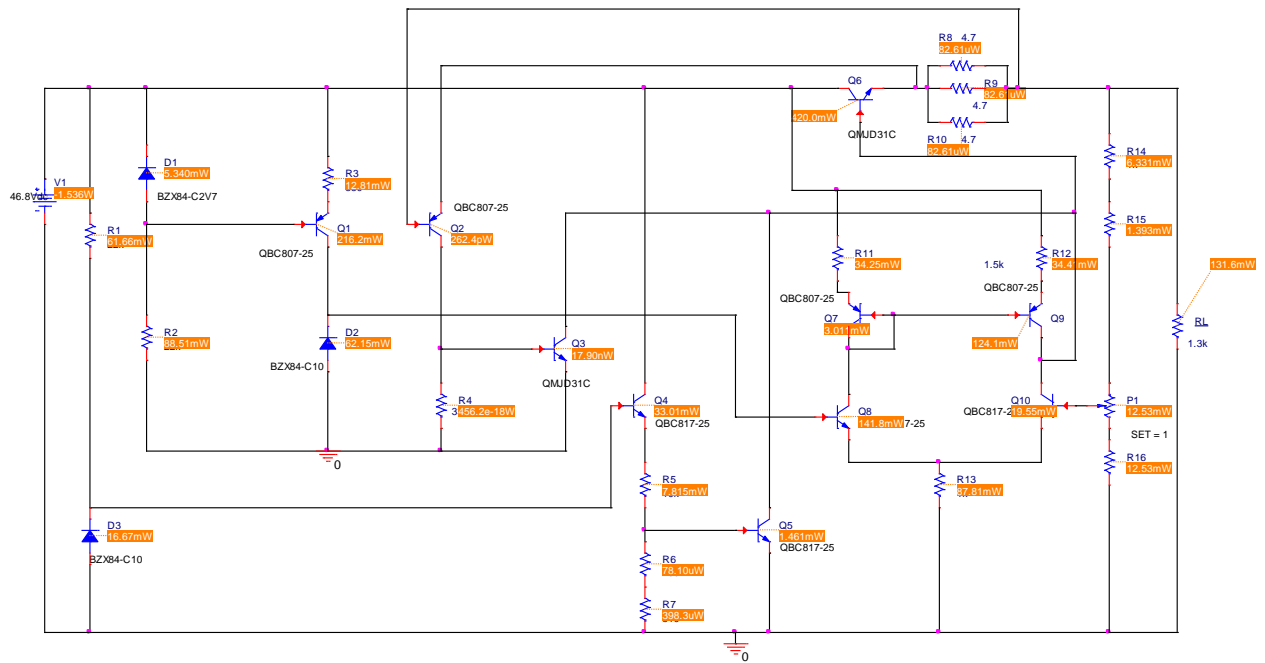 R8 4.7
82.61uW
Q6
R9
82.61uW
420.0mW
4.7
QMJD31C
R10 4.7
82.61uW
R14
6.331mW
D1
5.340mW
R3
12.81mW
V1
-1.536W
46.8Vdc
BZX84-C2V7
QBC807-25
R15
1.393mW
R1
61.66mW
Q1
216.2mW
Q2
262.4pW
QBC807-25
R11
34.25mW
1.5k
R12
34.41mW
131.6mW
QBC807-25
QBC807-25
Q7
3.011mW
Q9
124.1mW
RL
1.3k
R2
88.51mW
D2
62.15mW
BZX84-C10
Q3
17.90nW
QMJD31C
R4
3
456.2e-18W
Q4
33.01mW
QBC817-25
Q8
141.8mW
7-25
Q10
19.55mW
QBC817-2
P1
12.53mW
SET = 1
0
R16
12.53mW
R5
7.815mW
R13
87.81mW
D3
16.67mW
BZX84-C10
Q5
1.461mW
QBC817-25
R6
78.10uW
R7
398.3uW
0